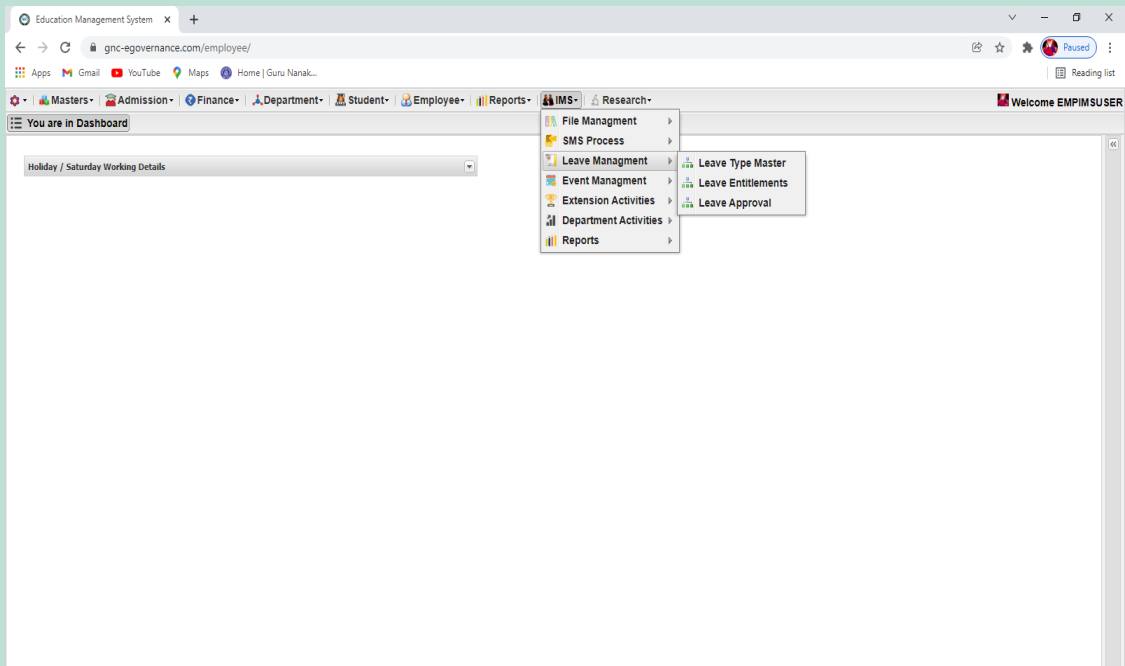 Education Management System
gnc-egovernance.com/employee/
Paused
Apps Gmail YouTube Maps Home | Guru Nanak...
Reading list
Masters Admission Finance Department Student Employee Reports IMS Research
Welcome EMPIMSUSER
You are in Dashboard
Holiday / Saturday Working Details
File Managment
SMS Process
Leave Managment
Event Managment
Extension Activities
Department Activities
Reports
Leave Type Master
Leave Entitlements
Leave Approval